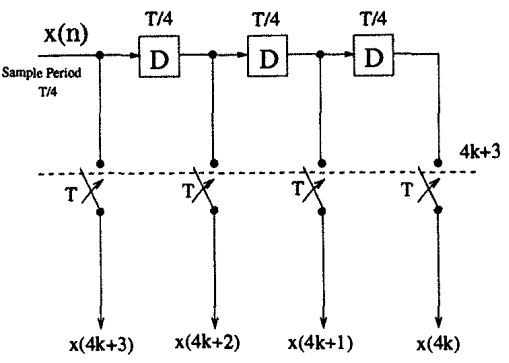 T/4 T/4 T/4
x(n)
D D D
Sample Period
T/4
4k+3
T T T T
x(4k+3) x(4k+2) x(4k+1) x(4k)